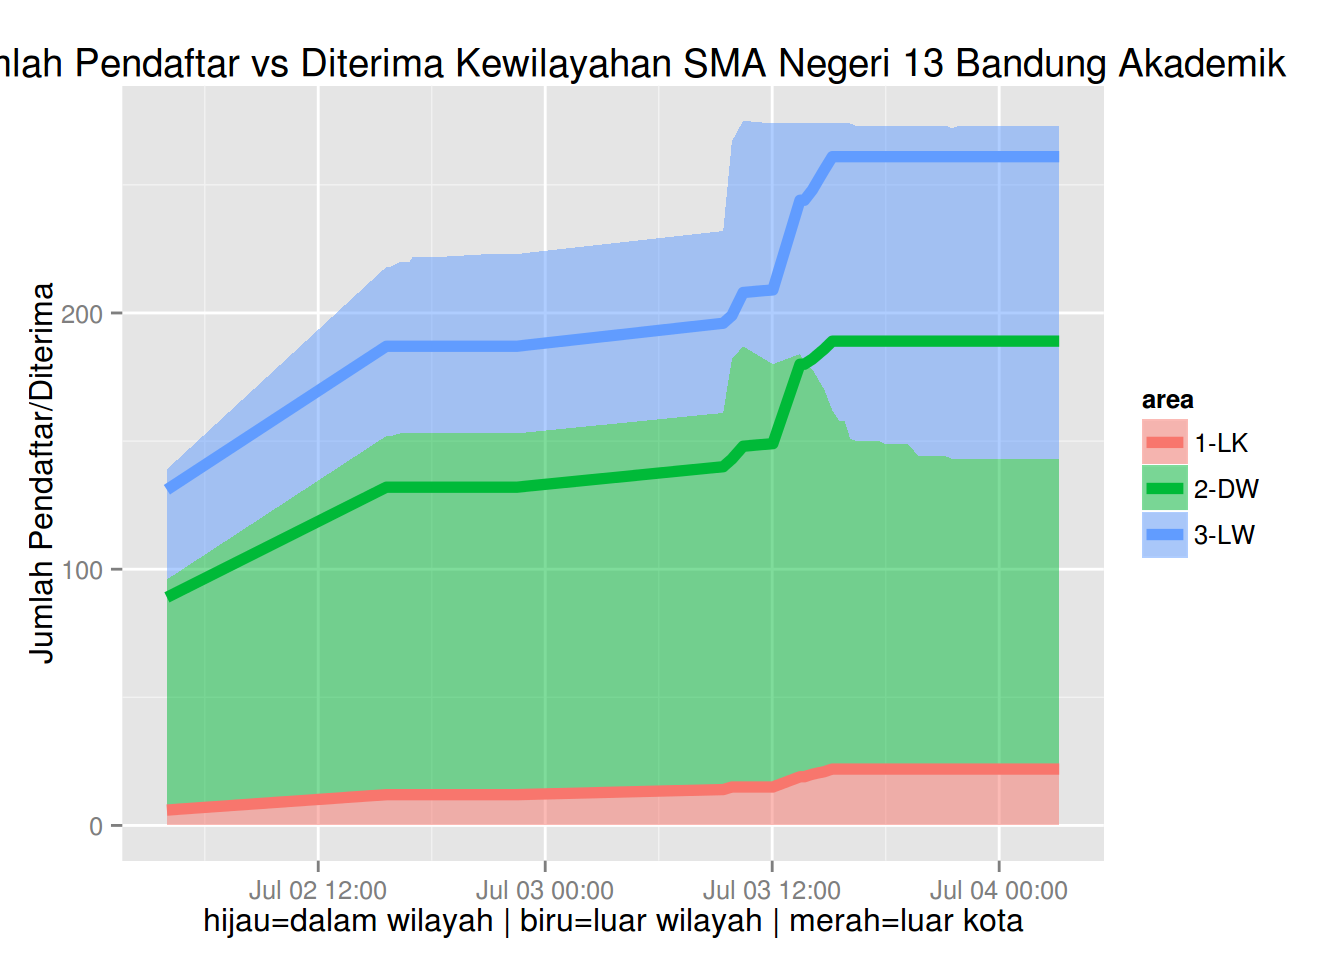 Pendaftar vs Diterima Kewilayahan SMA Negeri 13 Bandung Akademik
Jumlah Pendaftar/Diterima
200
100
0
Jul 02 12:00
Jul 03 00:00
Jul 03 12:00
Jul 04 00:00
hijau=dalam wilayah | biru=luar wilayah | merah=luar kota
area
1-LK
2-DW
3-LW